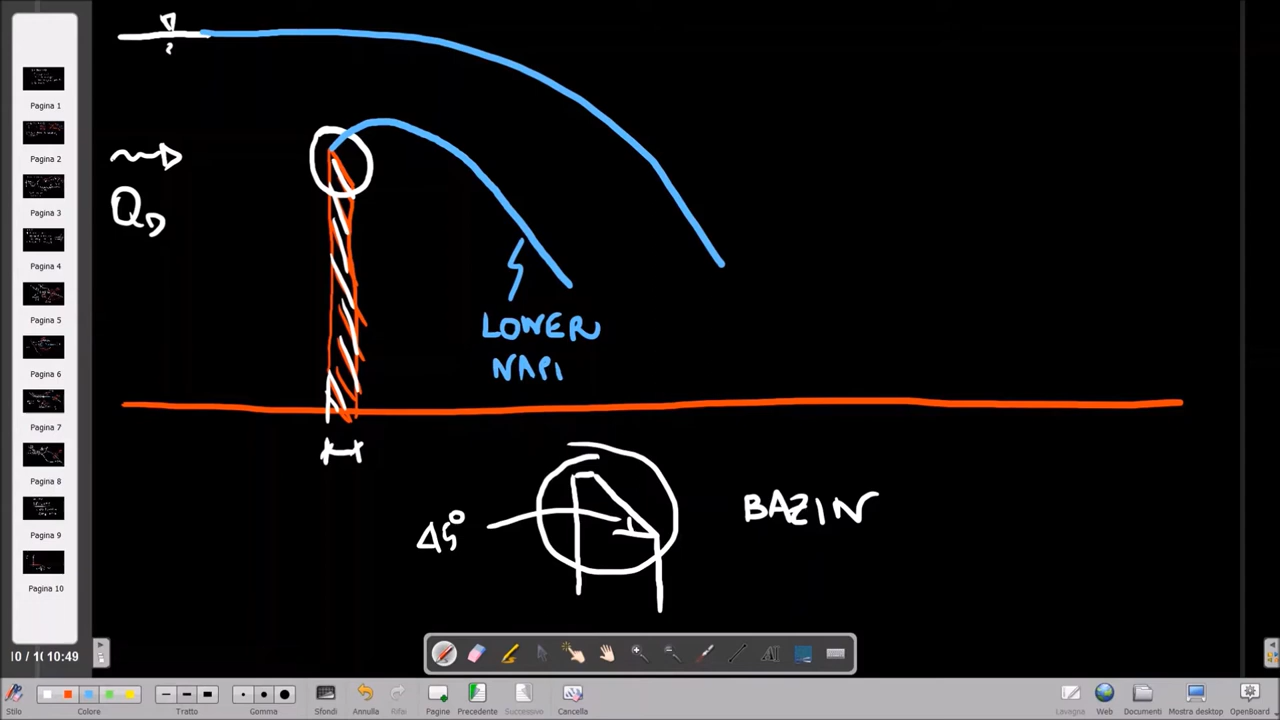 Pagina 1
Pagina 2
Pagina 3
Pagina 4
Pagina 5
Pagina 6
Pagina 7
Pagina 8
Pagina 9
Pagina 10
10:49
QD
LOWER
NAPI
45°
BAZIN
Stilo
Colore
Tratto
Gomma
Sfondi
Annulla
Rifai
Pagine
Precedente
Successivo
Cancella
Lavagna
Web
Documenti
Mostra desktop
OpenBoard